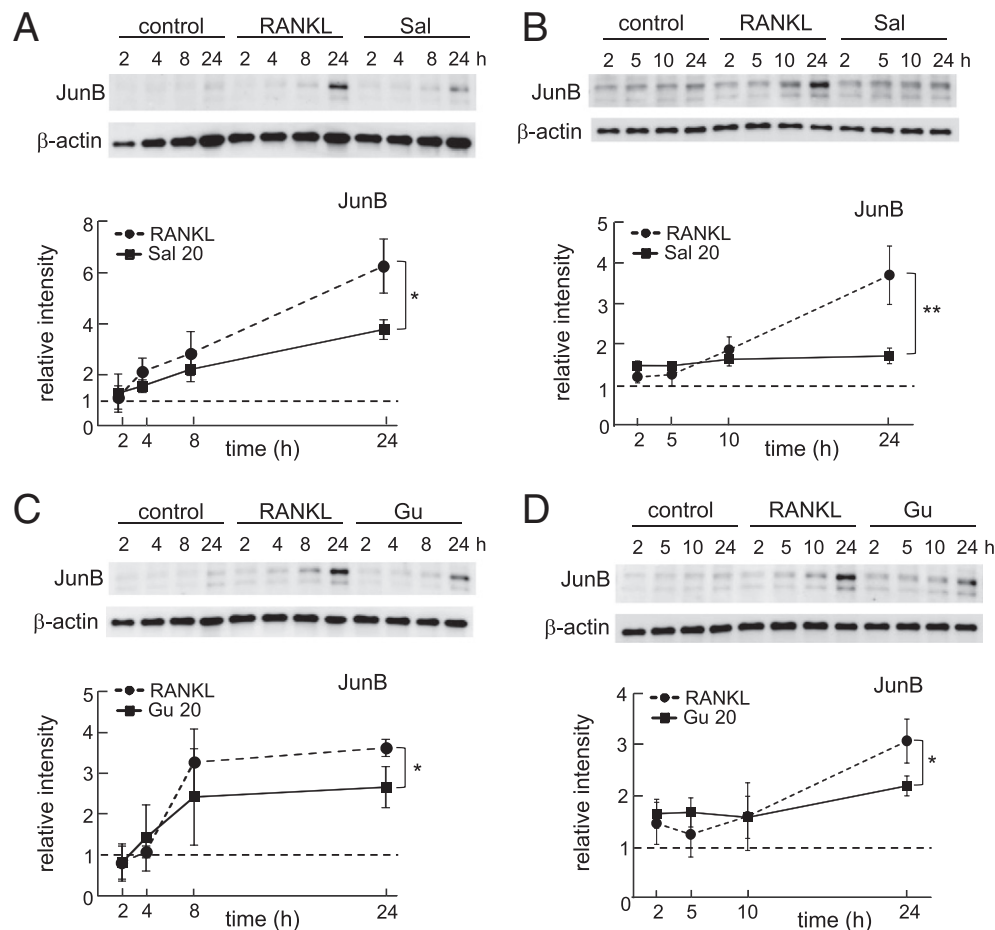 A
control RANKL Sal
2 4 8 24 2 4 8 24 2 4 8 24 h
JunB
β-actin
JunB
RANKL
Sal 20
relative intensity
8
6
4
2
1
0
2 4 8 24
time (h)
*
B
control RANKL Sal
2 5 10 24 2 5 10 24 2 5 10 24 h
JunB
β-actin
JunB
RANKL
Sal 20
relative intensity
5
4
3
2
1
0
2 5 10 24
time (h)
**
C
control RANKL Gu
2 4 8 24 2 4 8 24 2 4 8 24 h
JunB
β-actin
JunB
RANKL
Gu 20
relative intensity
5
4
3
2
1
0
2 4 8 24
time (h)
*
D
control RANKL Gu
2 5 10 24 2 5 10 24 2 5 10 24 h
JunB
β-actin
JunB
RANKL
Gu 20
relative intensity
4
3
2
1
0
2 5 10 24
time (h)
*